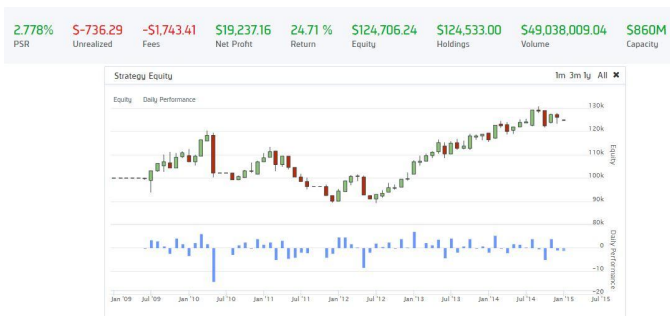 2.778% $-736.29 -$1,743.41 $19,237.16 24.71 % $124,706.24 $124,533.00 $49,038,009.04 $860M
PSR Unrealized Fees Net Profit Return Equity Holdings Volume Capacity
Strategy Equity 1m 3m 1y All ✖
Equity Daily Performance
130k
120k
110k
100k
90k
80k
Equity
0
-10
-20
Daily Performance
Jan '09 Jul '09 Jan '10 Jul '10 Jan '11 Jul '11 Jan '12 Jul '12 Jan '13 Jul '13 Jan '14 Jul '14 Jan '15 Jul '15